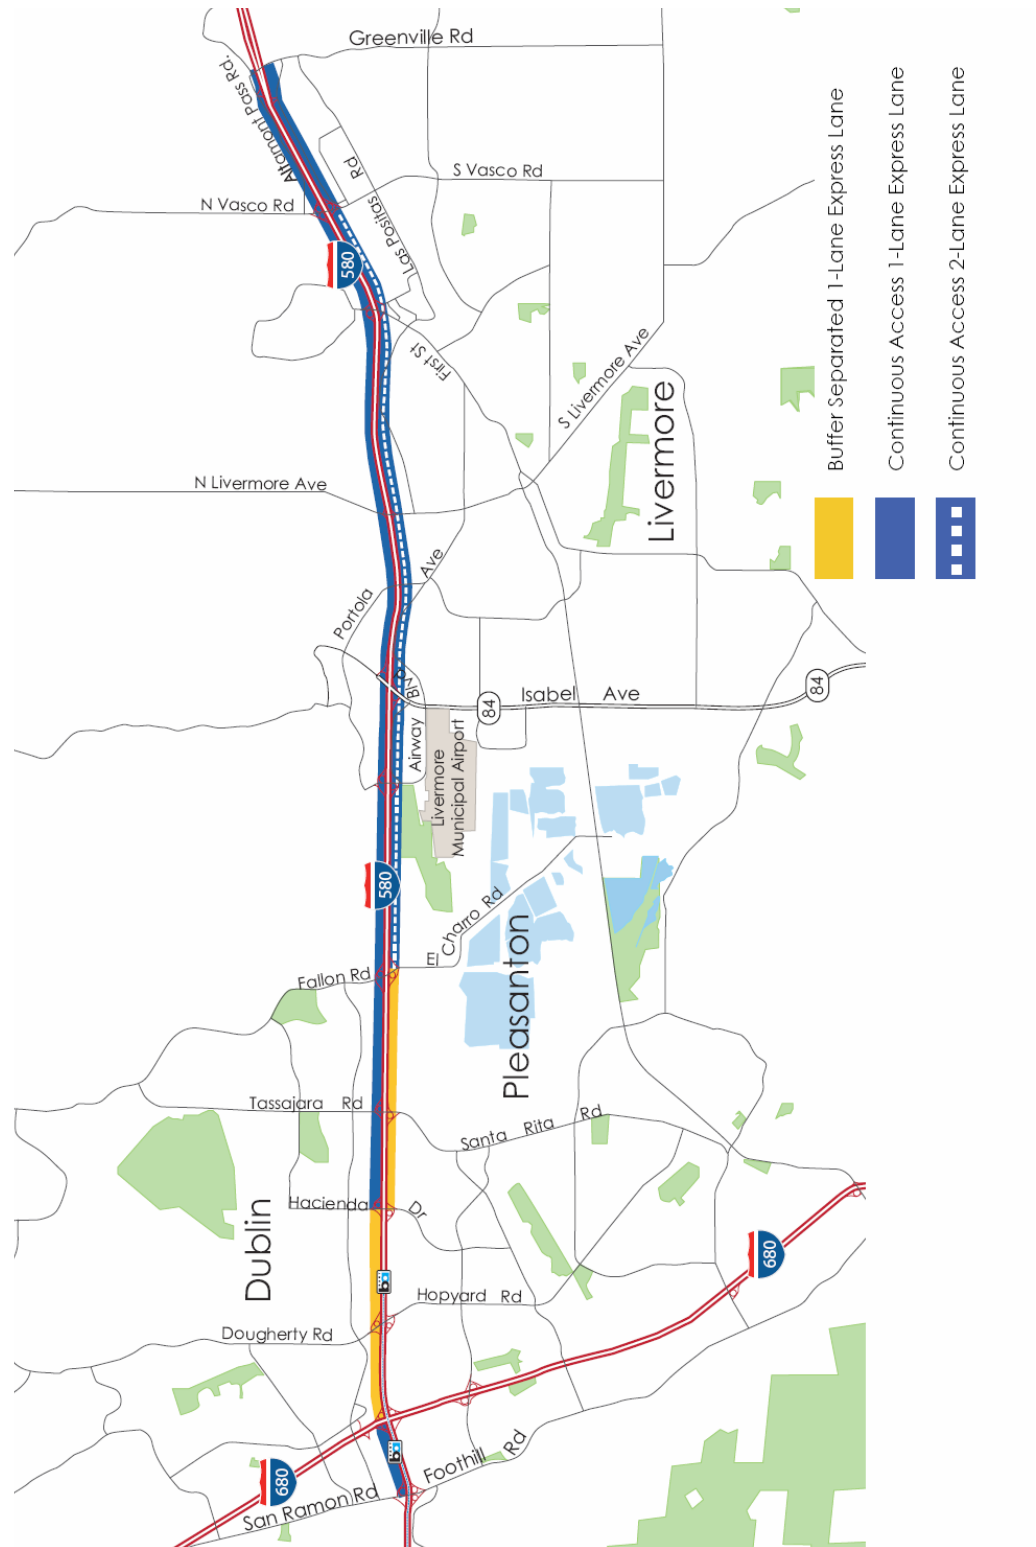 Greenville Rd
Altamont Pass Rd.
Rd
S Vasco Rd
N Vasco Rd
Las Positas
580
First St
S Livermore Ave
Livermore
N Livermore Ave
Ave
Portola
Blvd
Isabel Ave
84
84
Airway
Livermore
Municipal Airport
580
El
Charro Rd
Pleasanton
Fallon Rd
Tassajara Rd
Santa Rita Rd
Hacienda
Dr
Dublin
680
Hopyard Rd
Dougherty Rd
Foothill
Rd
680
San Ramon Rd
b
b
Buffer Separated 1-Lane Express Lane
Continuous Access 1-Lane Express Lane
Continuous Access 2-Lane Express Lane